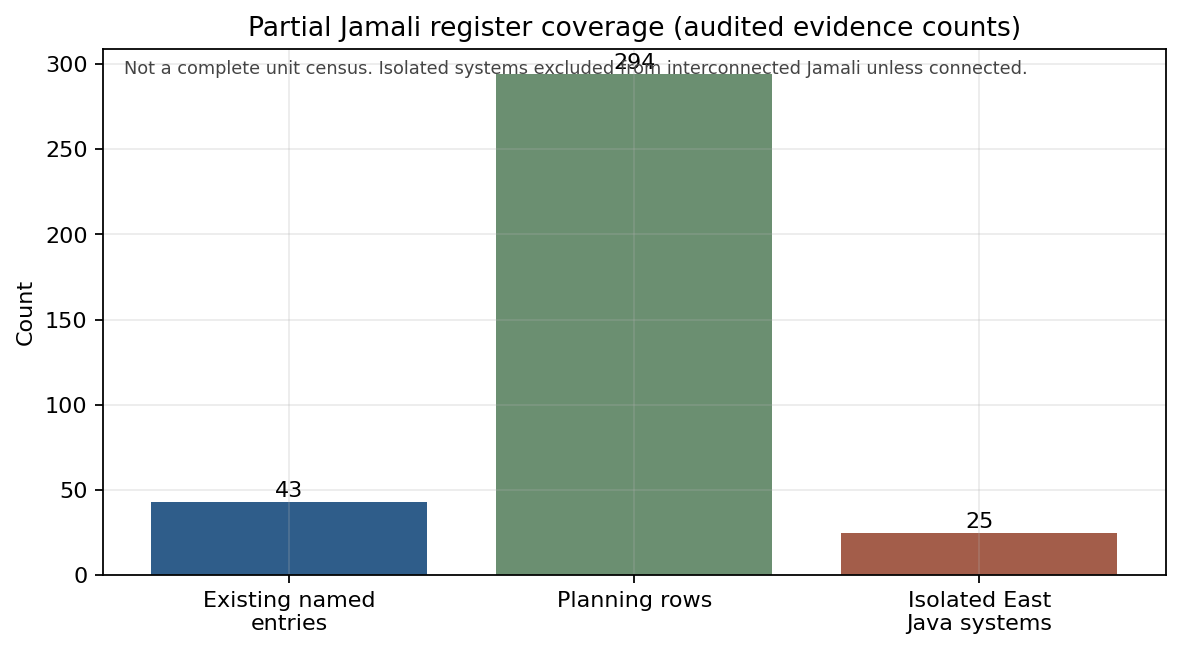 Partial Jamali register coverage (audited evidence counts)
Not a complete unit census. Isolated systems excluded from interconnected Jamali unless connected.
294
43
25
300
250
200
150
100
50
0
Count
Existing named
entries
Planning rows
Isolated East
Java systems